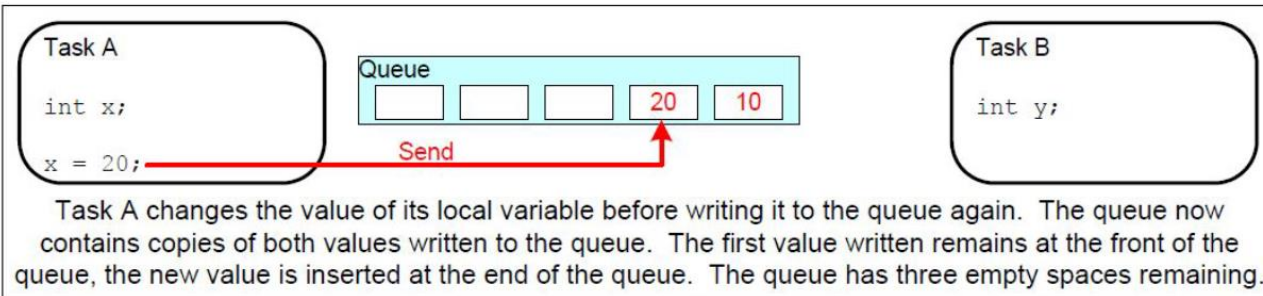 Task A
int x;
x = 20;
Queue
20 10
Send
Task B
int y;
Task A changes the value of its local variable before writing it to the queue again. The queue now
contains copies of both values written to the queue. The first value written remains at the front of the
queue, the new value is inserted at the end of the queue. The queue has three empty spaces remaining.